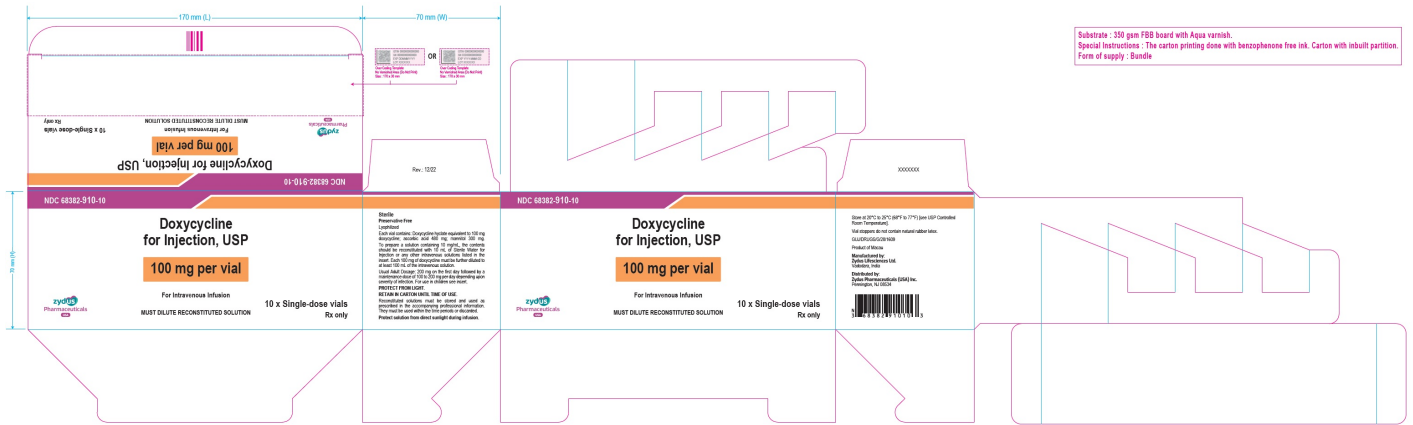 170 mm (L)
70 mm (W)
OR
Substrate : 350 gsm FBB board with Aqua varnish.
Special Instructions : The carton printing done with benzophenone free ink. Carton with inbuilt partition.
Form of supply : Bundle
NDC 68382-910-10
Doxycycline for Injection, USP
100 mg per vial
For Intravenous Infusion
MUST DILUTE RECONSTITUTED SOLUTION
10 x Single-dose vials
Rx only
zydus
Pharmaceuticals
Rev.: 12/22
XXXXXXX
70 mm (H)
NDC 68382-910-10
Doxycycline
for Injection, USP
100 mg per vial
For Intravenous Infusion
MUST DILUTE RECONSTITUTED SOLUTION
10 x Single-dose vials
Rx only
zydus
Pharmaceuticals
Sterile
Preservative Free
Lyophilized
Each vial contains: Doxycycline hyclate equivalent to 100 mg
doxycycline; ascorbic acid 480 mg; mannitol 300 mg.
To prepare a solution containing 10 mg/mL, the contents
should be reconstituted with 10 mL of Sterile Water for
Injection or any other intravenous solutions listed in the
insert. Each 100 mg of doxycycline must be further diluted to
at least 100 mL of the intravenous solution.
Usual Adult Dosage: 200 mg on the first day followed by a
maintenance dose of 100 to 200 mg per day depending upon
severity of infection. For use in children see insert.
PROTECT FROM LIGHT.
RETAIN IN CARTON UNTIL TIME OF USE.
Reconstituted solutions must be stored and used as
prescribed in the accompanying professional information.
They must be used within the time periods or discarded.
Protect solution from direct sunlight during infusion.
NDC 68382-910-10
Doxycycline
for Injection, USP
100 mg per vial
For Intravenous Infusion
MUST DILUTE RECONSTITUTED SOLUTION
10 x Single-dose vials
Rx only
zydus
Pharmaceuticals
Store at 20°C to 25°C (68°F to 77°F) [see USP Controlled
Room Temperature].
Vial stoppers do not contain natural rubber latex.
Product of Macau
Manufactured by:
Zydus Lifesciences Ltd.
Vadodara, India
Distributed by:
Zydus Pharmaceuticals (USA) Inc.
Pennington, NJ 08534
N
3 68382 91010 3